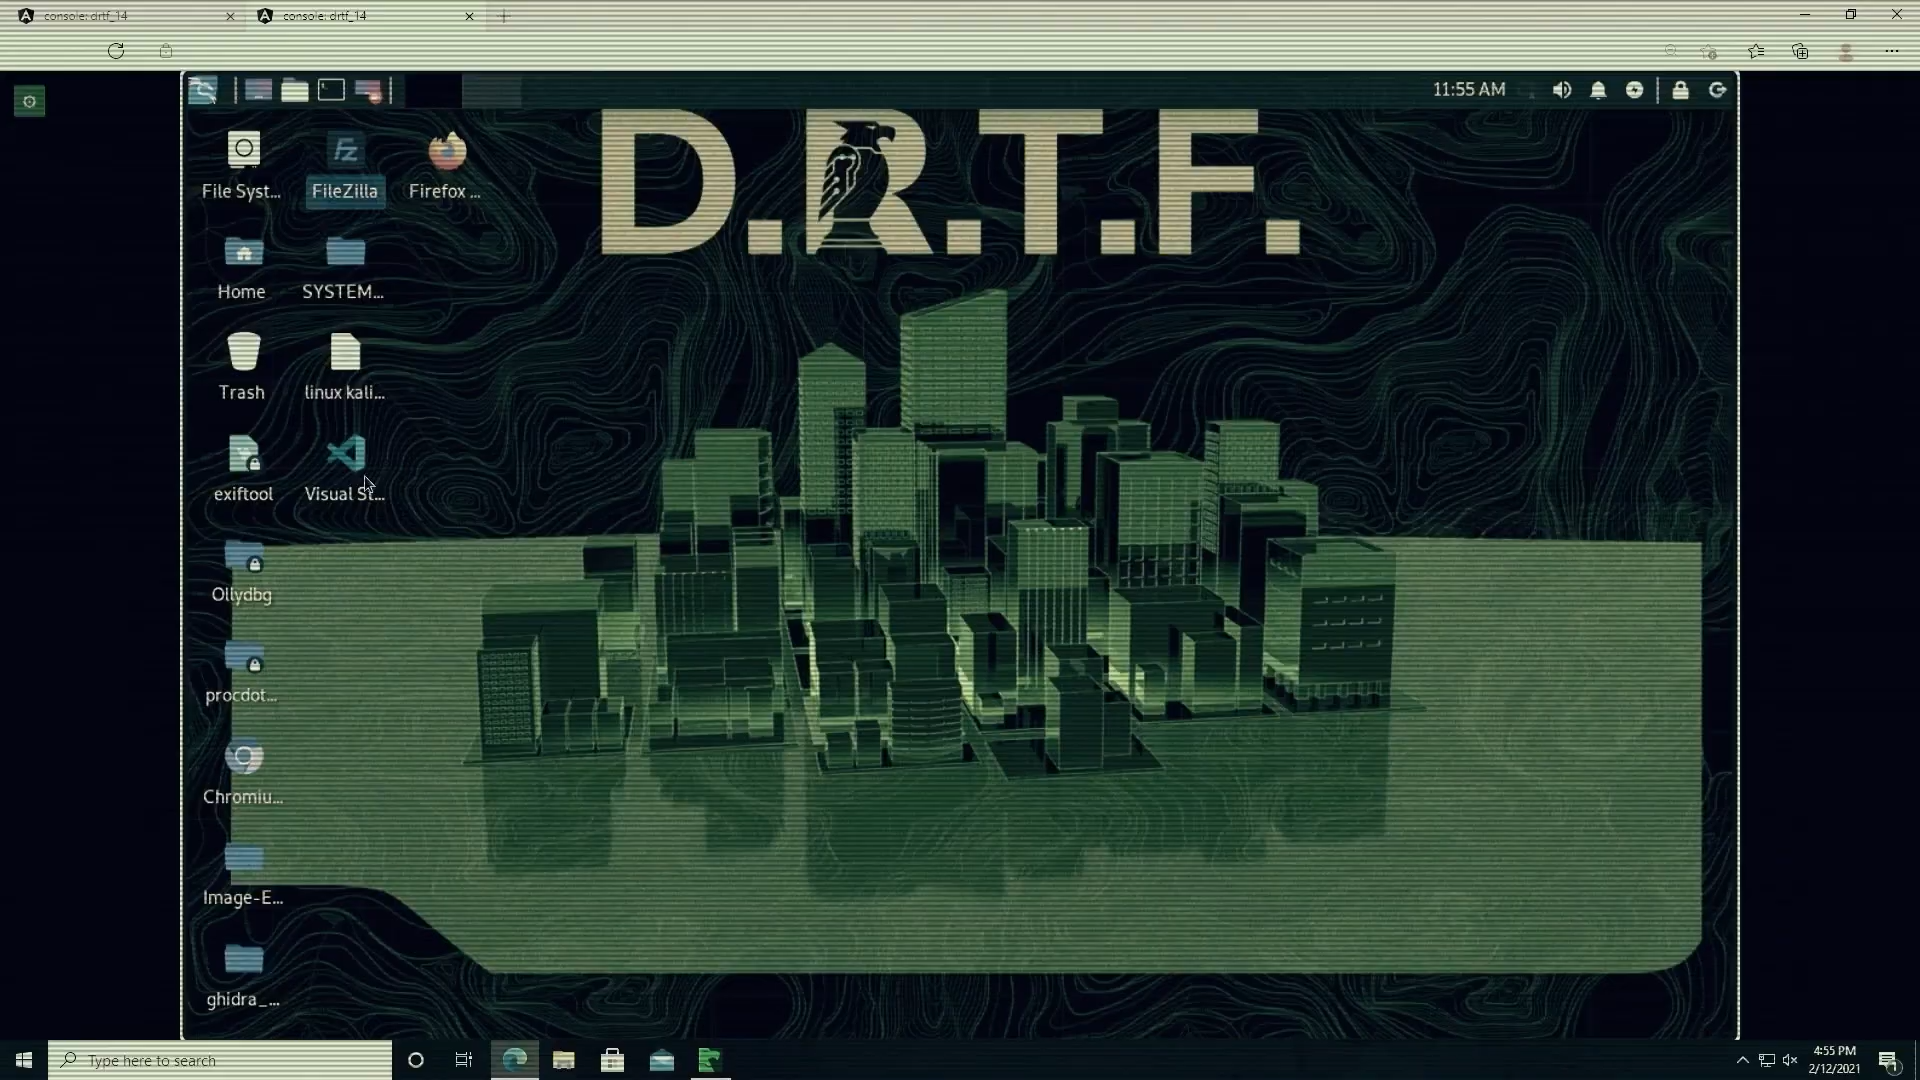 console: drtf_14
console: drtf_14
11:55 AM
D.R.T.F.
File Syst...
FileZilla
Firefox ...
Home
SYSTEM...
Trash
linux kali...
exiftool
Visual St...
Ollydbg
procdot...
Chromiu...
Image-E...
ghidra_...
Type here to search
4:55 PM
2/12/2021